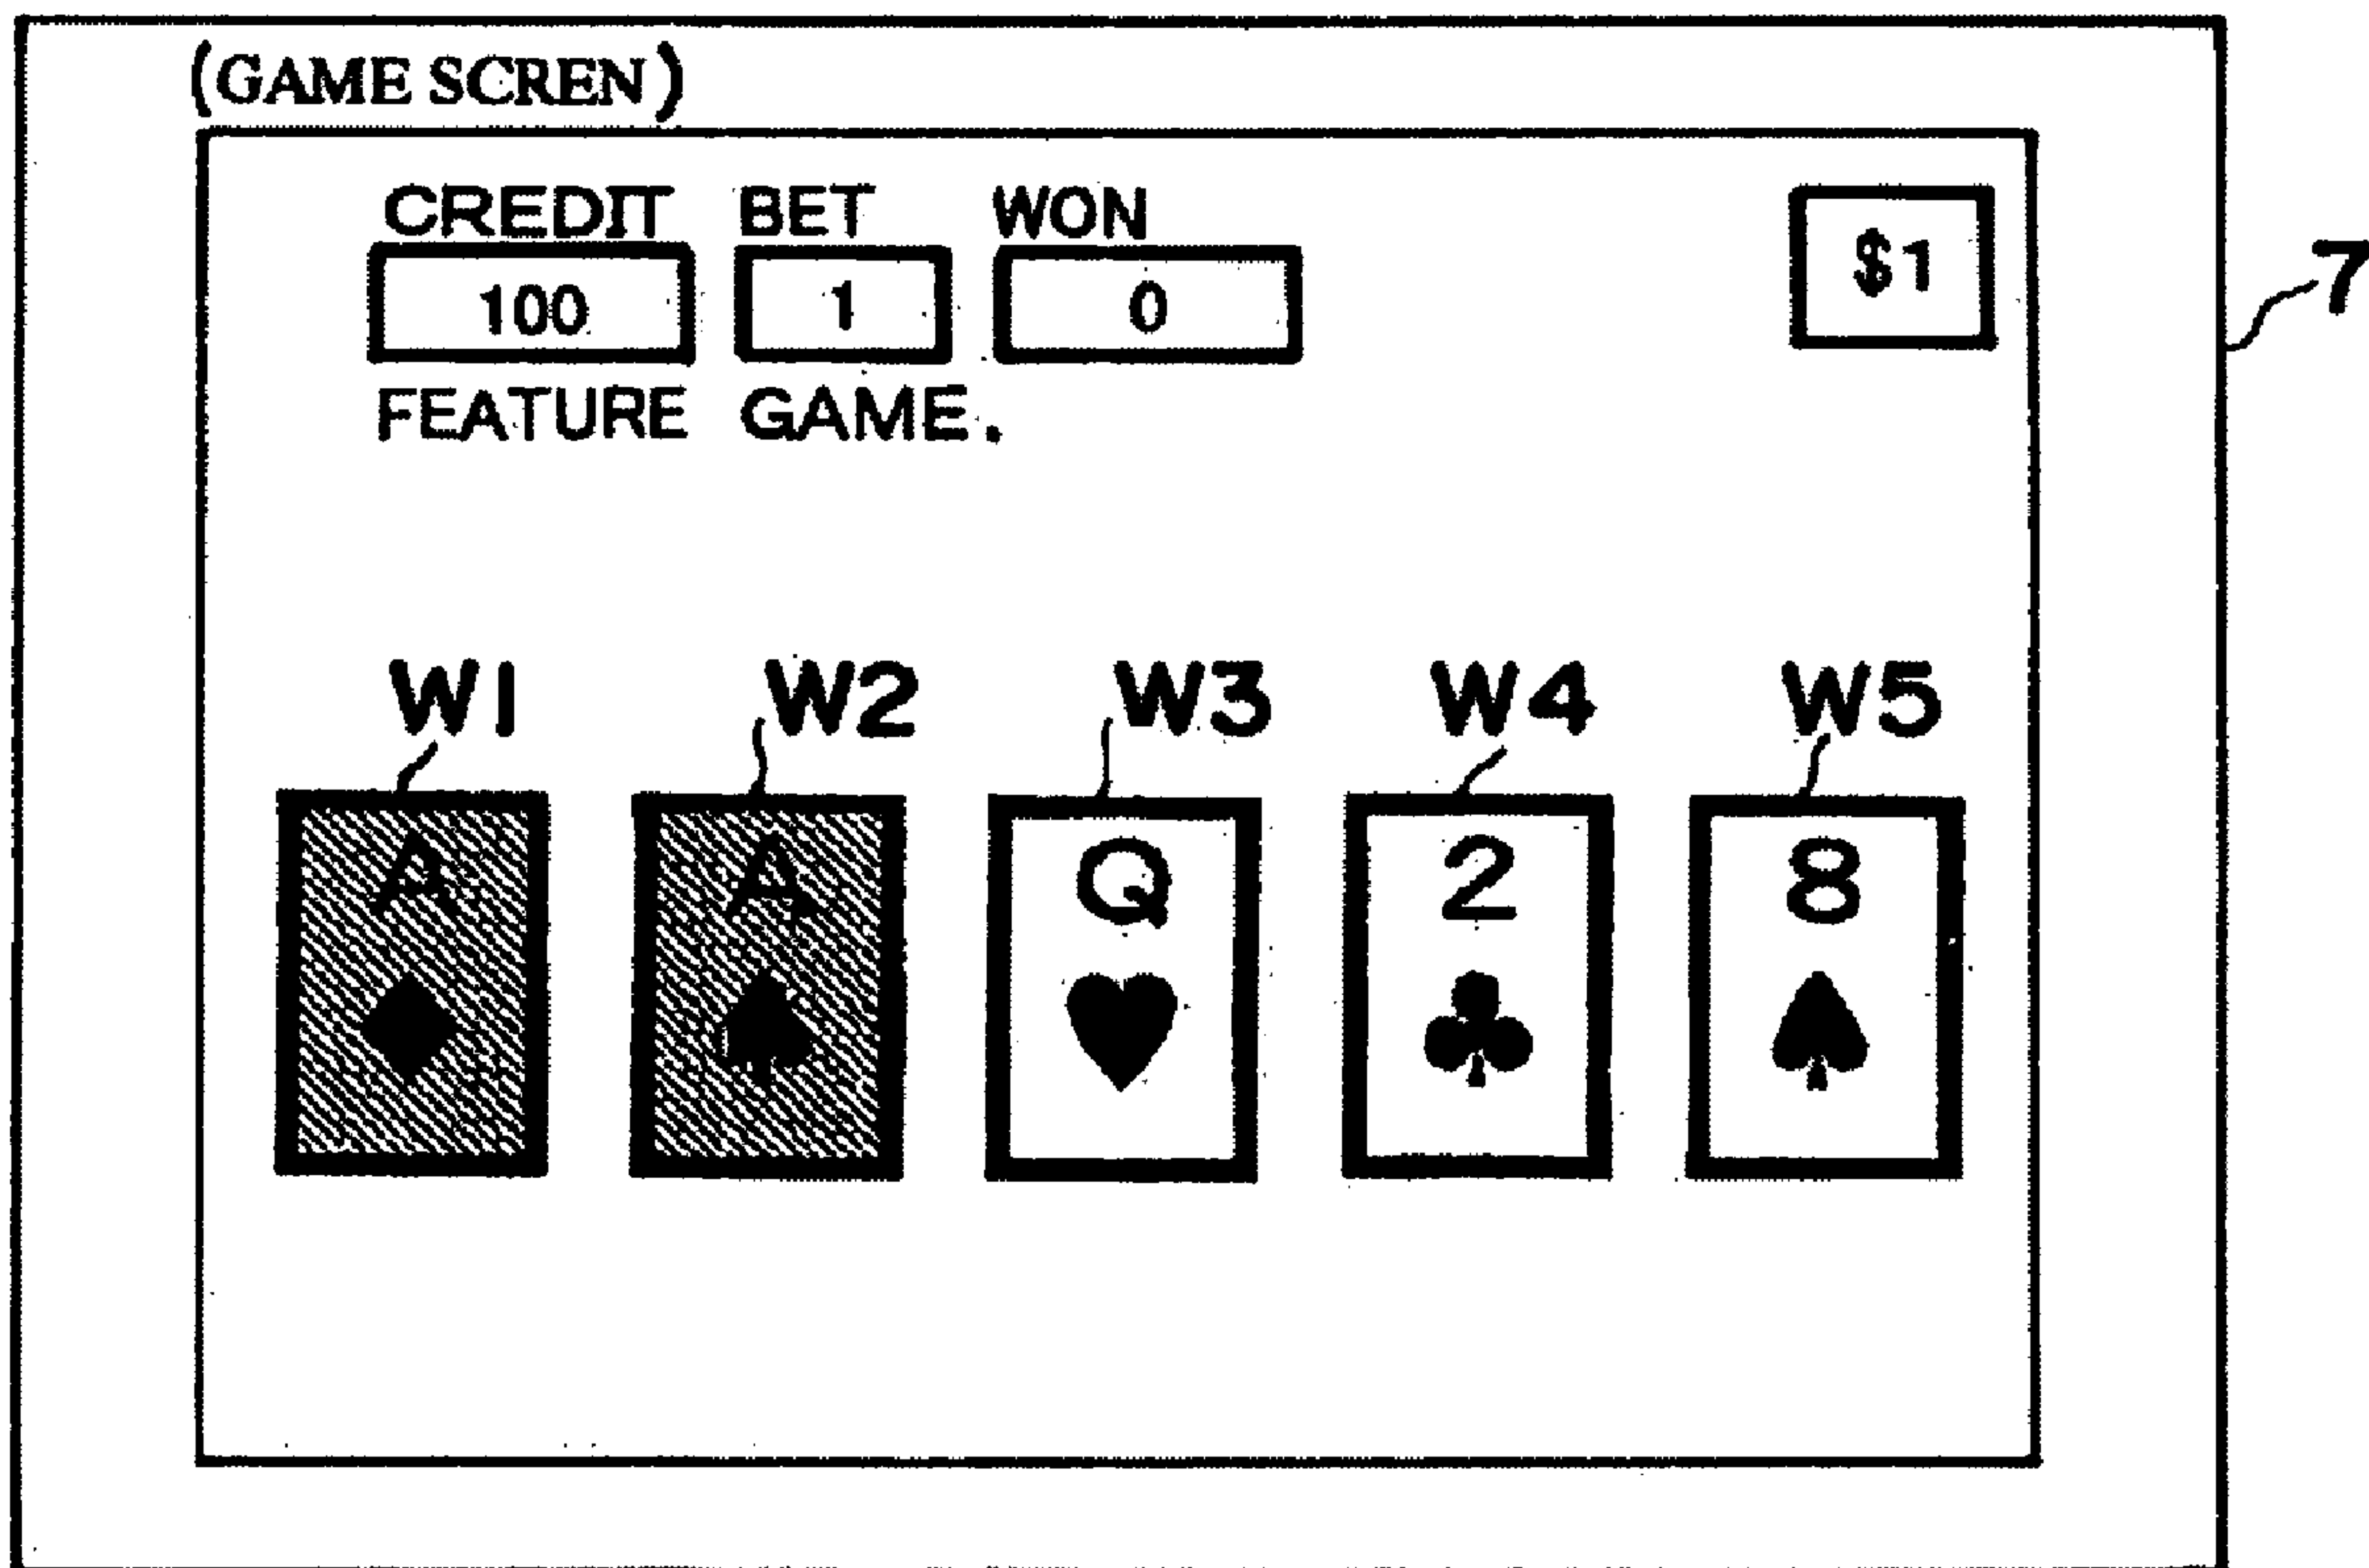 (GAME SCREN)
CREDIT BET WON
$1
100 1 0
7
FEATURE GAME.
W1 W2 W3 W4 W5
A A Q 2 8